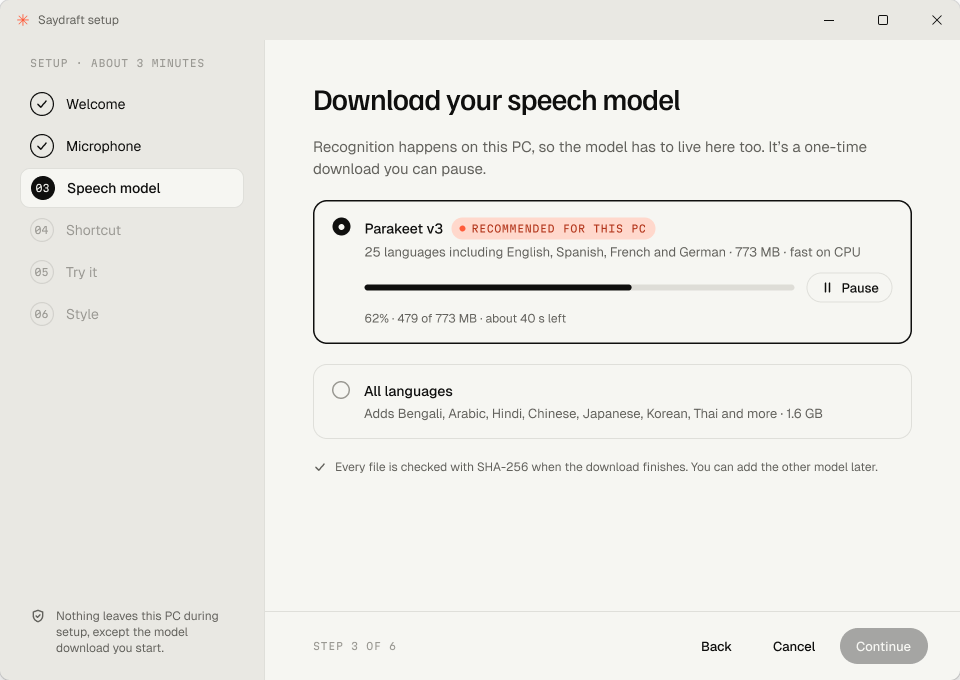 Saydraft setup
SETUP · ABOUT 3 MINUTES
Welcome
Microphone
03 Speech model
04 Shortcut
05 Try it
06 Style
Nothing leaves this PC during
setup, except the model
download you start.
Download your speech model
Recognition happens on this PC, so the model has to live here too. It’s a one-time
download you can pause.
Parakeet v3 RECOMMENDED FOR THIS PC
25 languages including English, Spanish, French and German · 773 MB · fast on CPU
Pause
62% · 479 of 773 MB · about 40 s left
All languages
Adds Bengali, Arabic, Hindi, Chinese, Japanese, Korean, Thai and more · 1.6 GB
Every file is checked with SHA-256 when the download finishes. You can add the other model later.
STEP 3 OF 6
Back Cancel Continue